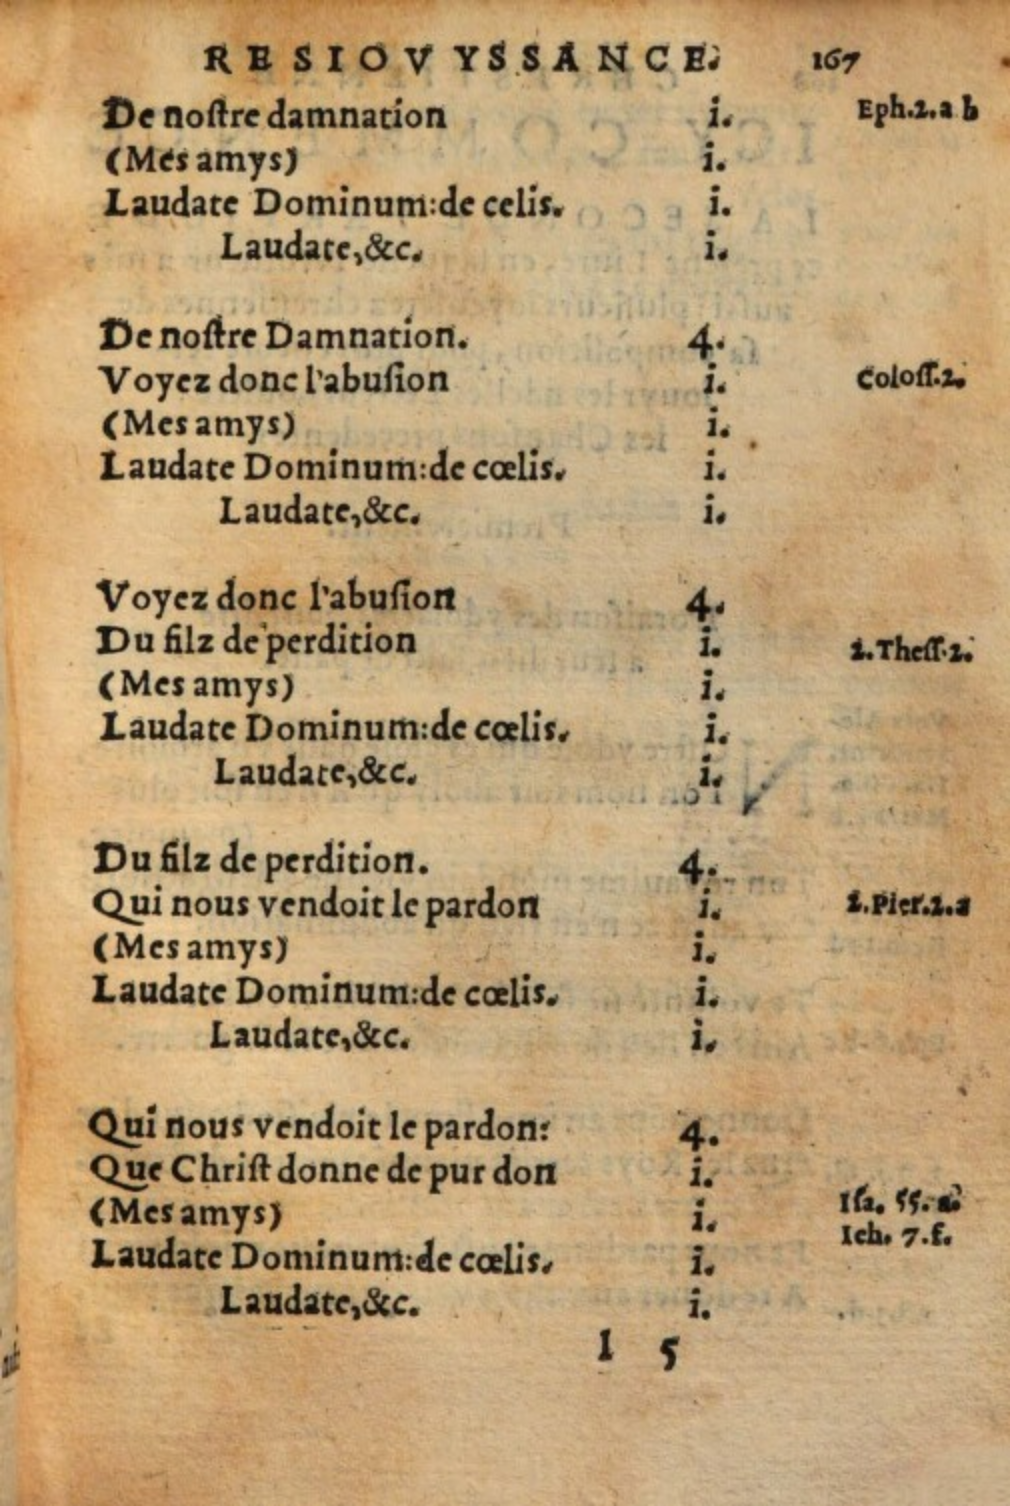 RESIOVYSSANCE. 167
De noſtre damnation i. Eph.2.a b
(Mes amys) i.
Laudate Dominum:de celis. i.
Laudate,&c. i.
De noſtre Damnation. 4.
Voyez donc l'abuſion i. Coloſſ.2.
(Mes amys) i.
Laudate Dominum:de cœlis. i.
Laudate,&c. i.
Voyez donc l'abuſion 4.
Du filz de perdition i. 2.Theſſ.2.
(Mes amys) i.
Laudate Dominum:de cœlis. i.
Laudate,&c. i.
Du filz de perdition. 4.
Qui nous vendoit le pardon i. 2.Pier.2.a
(Mes amys) i.
Laudate Dominum:de cœlis. i.
Laudate,&c. i.
Qui nous vendoit le pardon: 4.
Que Chriſt donne de pur don i.
(Mes amys) i. Iſa. 55. a.
Ieh. 7.f.
Laudate Dominum:de cœlis. i.
Laudate,&c. i.
I 5